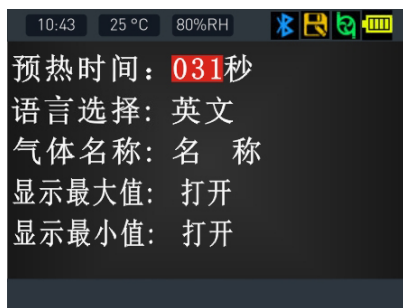 10:43 25°C 80%RH
预热时间：031秒
语言选择: 英文
气体名称: 名 称
显示最大值: 打开
显示最小值: 打开